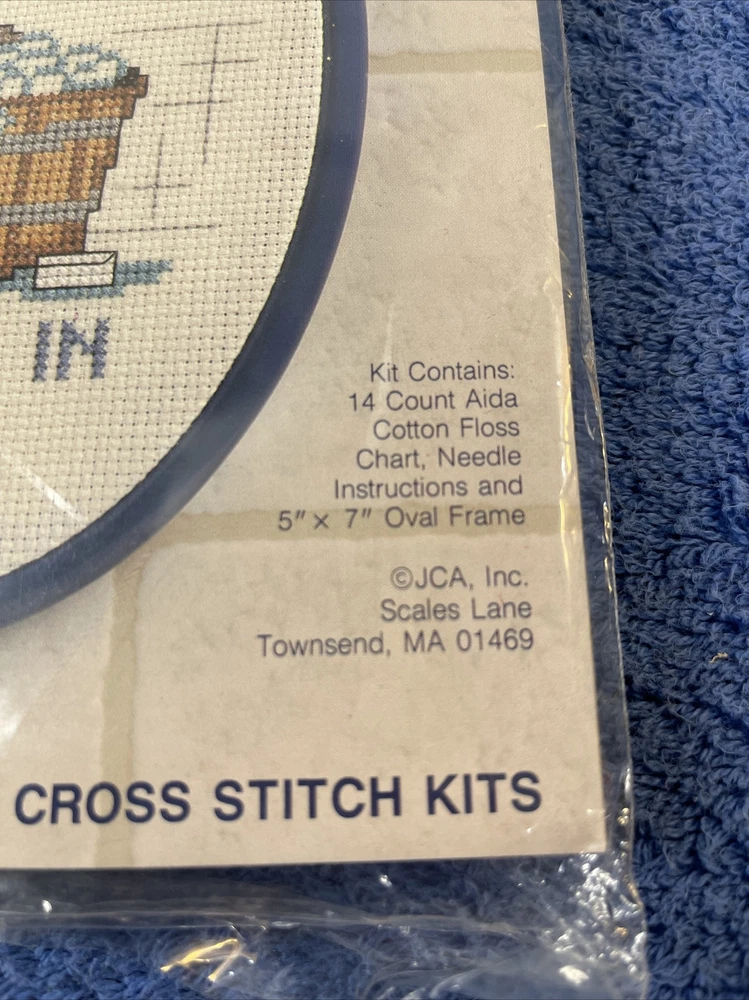 IN
Kit Contains:
14 Count Aida
Cotton Floss
Chart, Needle
Instructions and
5" x 7" Oval Frame
©JCA, Inc.
Scales Lane
Townsend, MA 01469
CROSS STITCH KITS